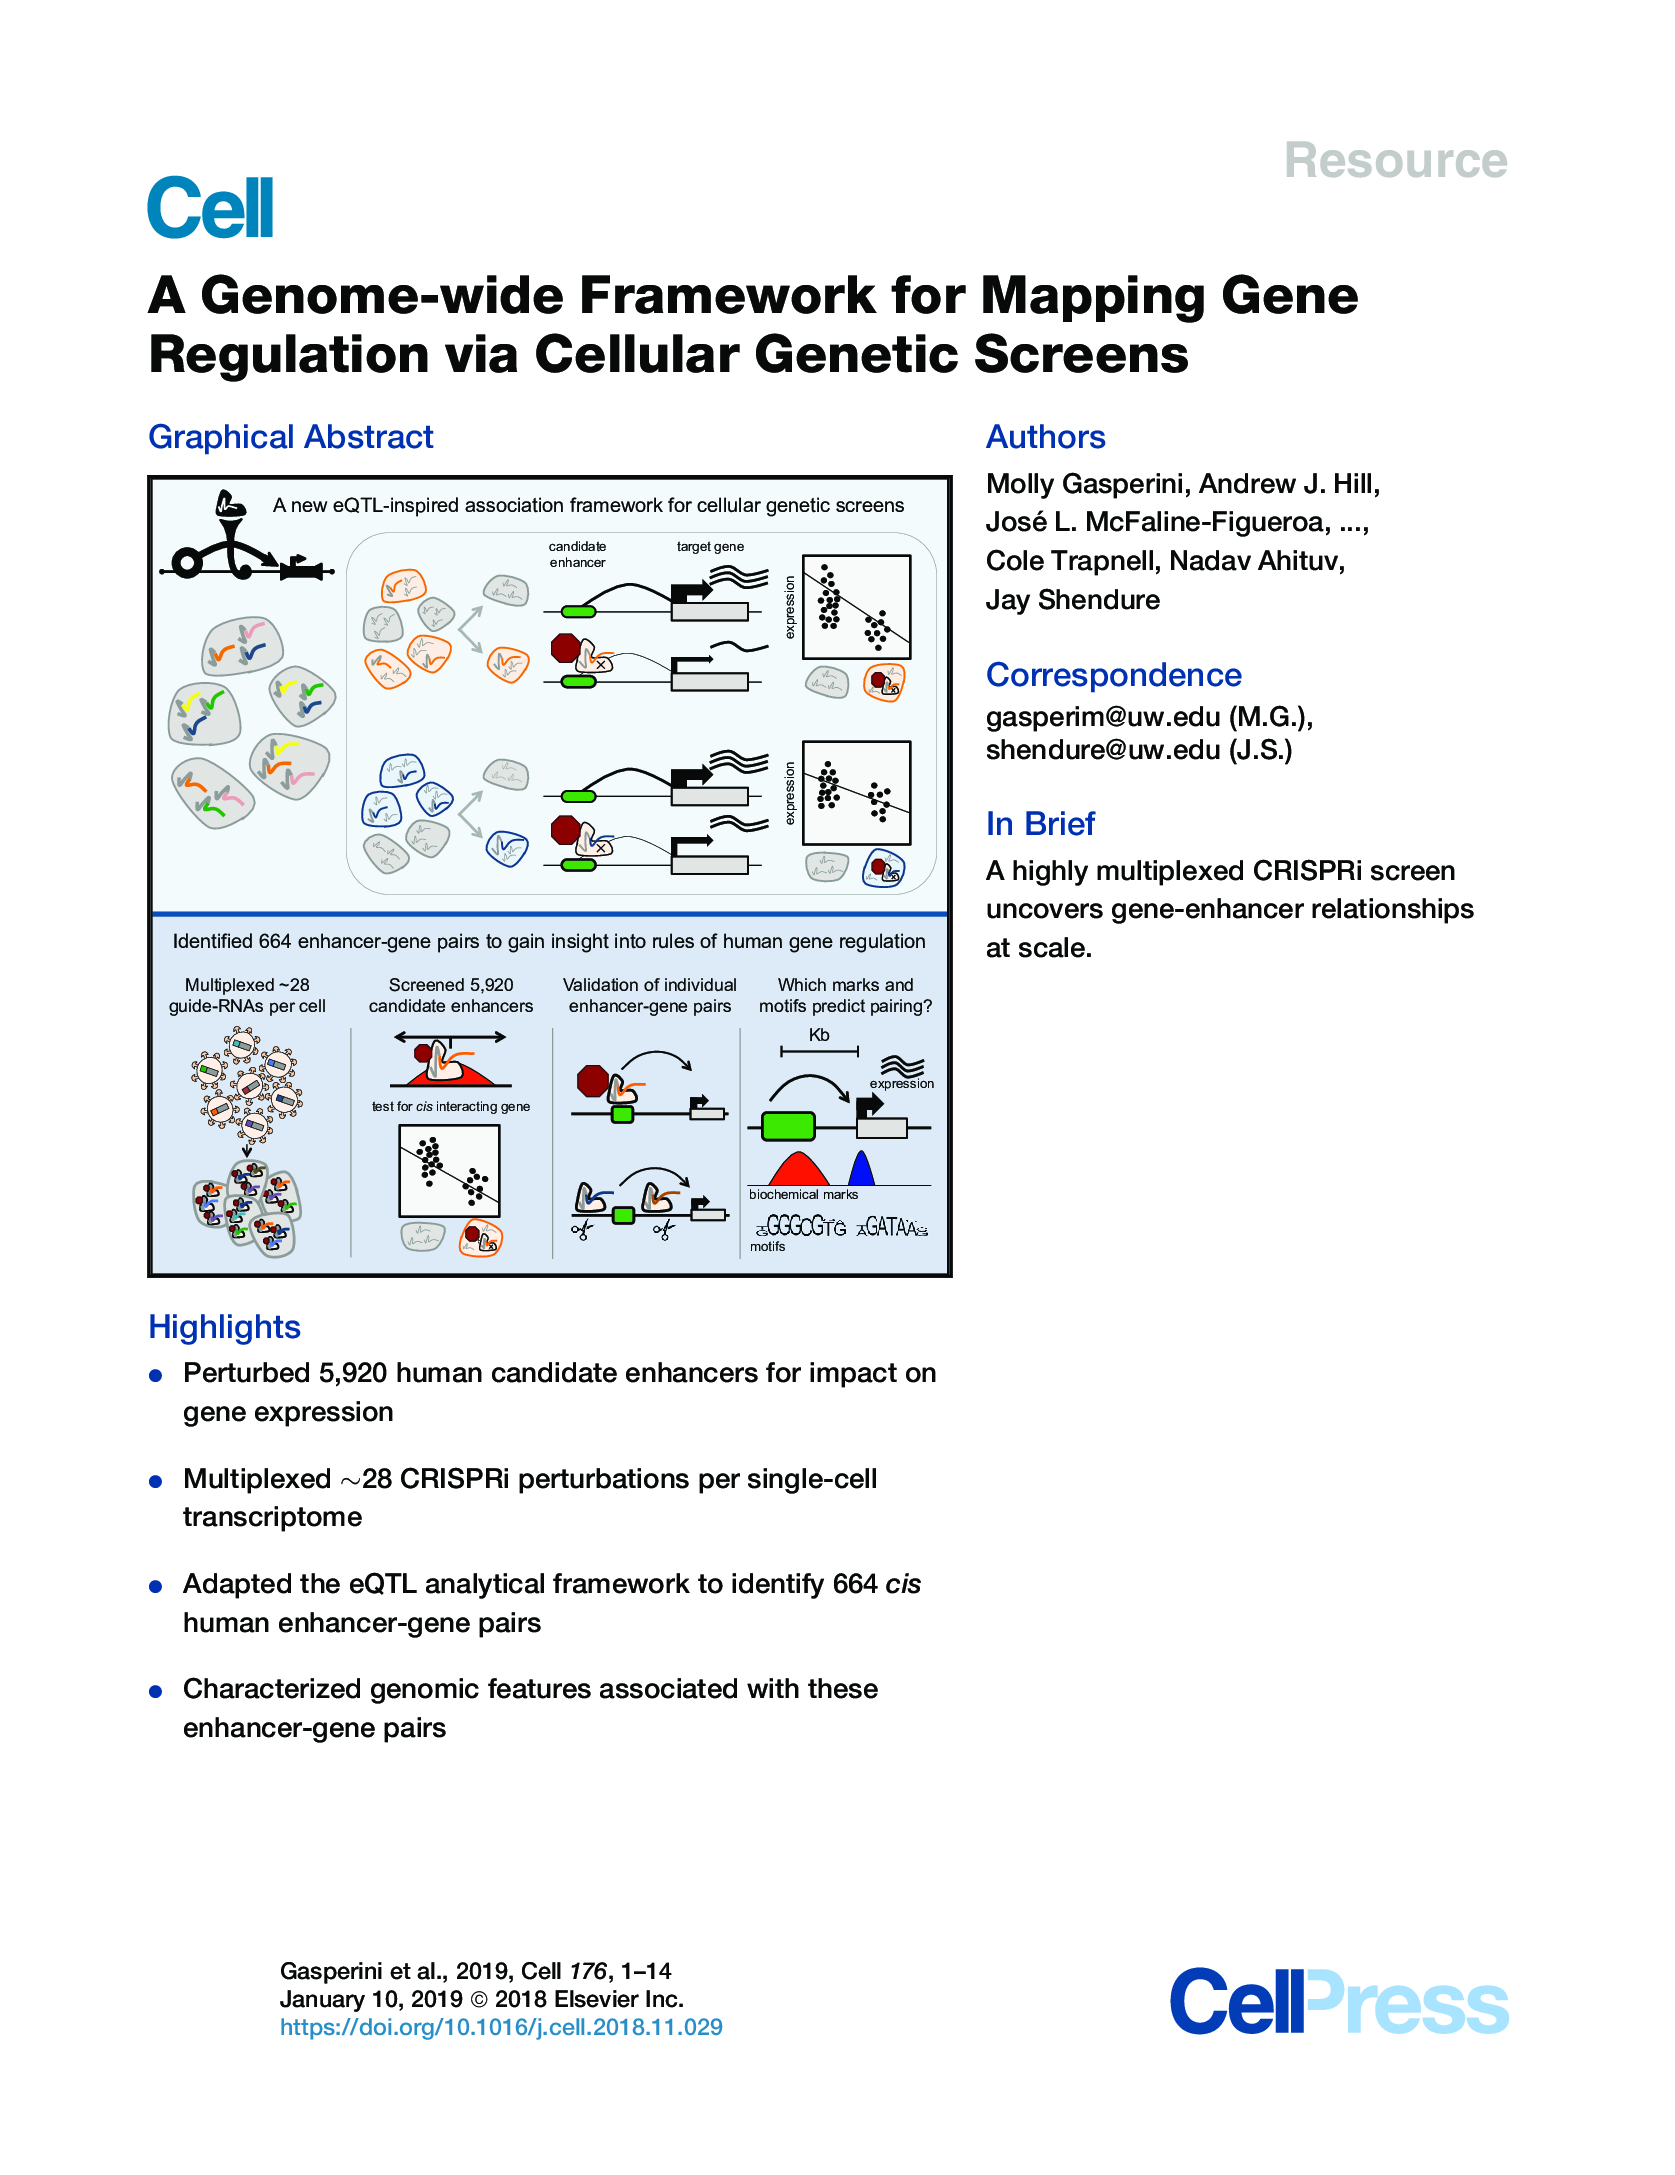 Resource
Cell
A Genome-wide Framework for Mapping Gene
Regulation via Cellular Genetic Screens
Graphical Abstract
A new eQTL-inspired association framework for cellular genetic screens
candidate
enhancer
target gene
expression
expression
Identified 664 enhancer-gene pairs to gain insight into rules of human gene regulation
Multiplexed ~28
guide-RNAs per cell
Screened 5,920
candidate enhancers
test for cis interacting gene
Validation of individual
enhancer-gene pairs
Which marks and
motifs predict pairing?
Kb
expression
biochemical marks
GGGCGTG GATAA
motifs
Authors
Molly Gasperini, Andrew J. Hill,
José L. McFaline-Figueroa, ...,
Cole Trapnell, Nadav Ahituv,
Jay Shendure
Correspondence
gasperim@uw.edu (M.G.),
shendure@uw.edu (J.S.)
In Brief
A highly multiplexed CRISPRi screen
uncovers gene-enhancer relationships
at scale.
Highlights
● Perturbed 5,920 human candidate enhancers for impact on
gene expression
● Multiplexed ~28 CRISPRi perturbations per single-cell
transcriptome
● Adapted the eQTL analytical framework to identify 664 cis
human enhancer-gene pairs
● Characterized genomic features associated with these
enhancer-gene pairs
Gasperini et al., 2019, Cell 176, 1–14
January 10, 2019 © 2018 Elsevier Inc.
https://doi.org/10.1016/j.cell.2018.11.029
CellPress